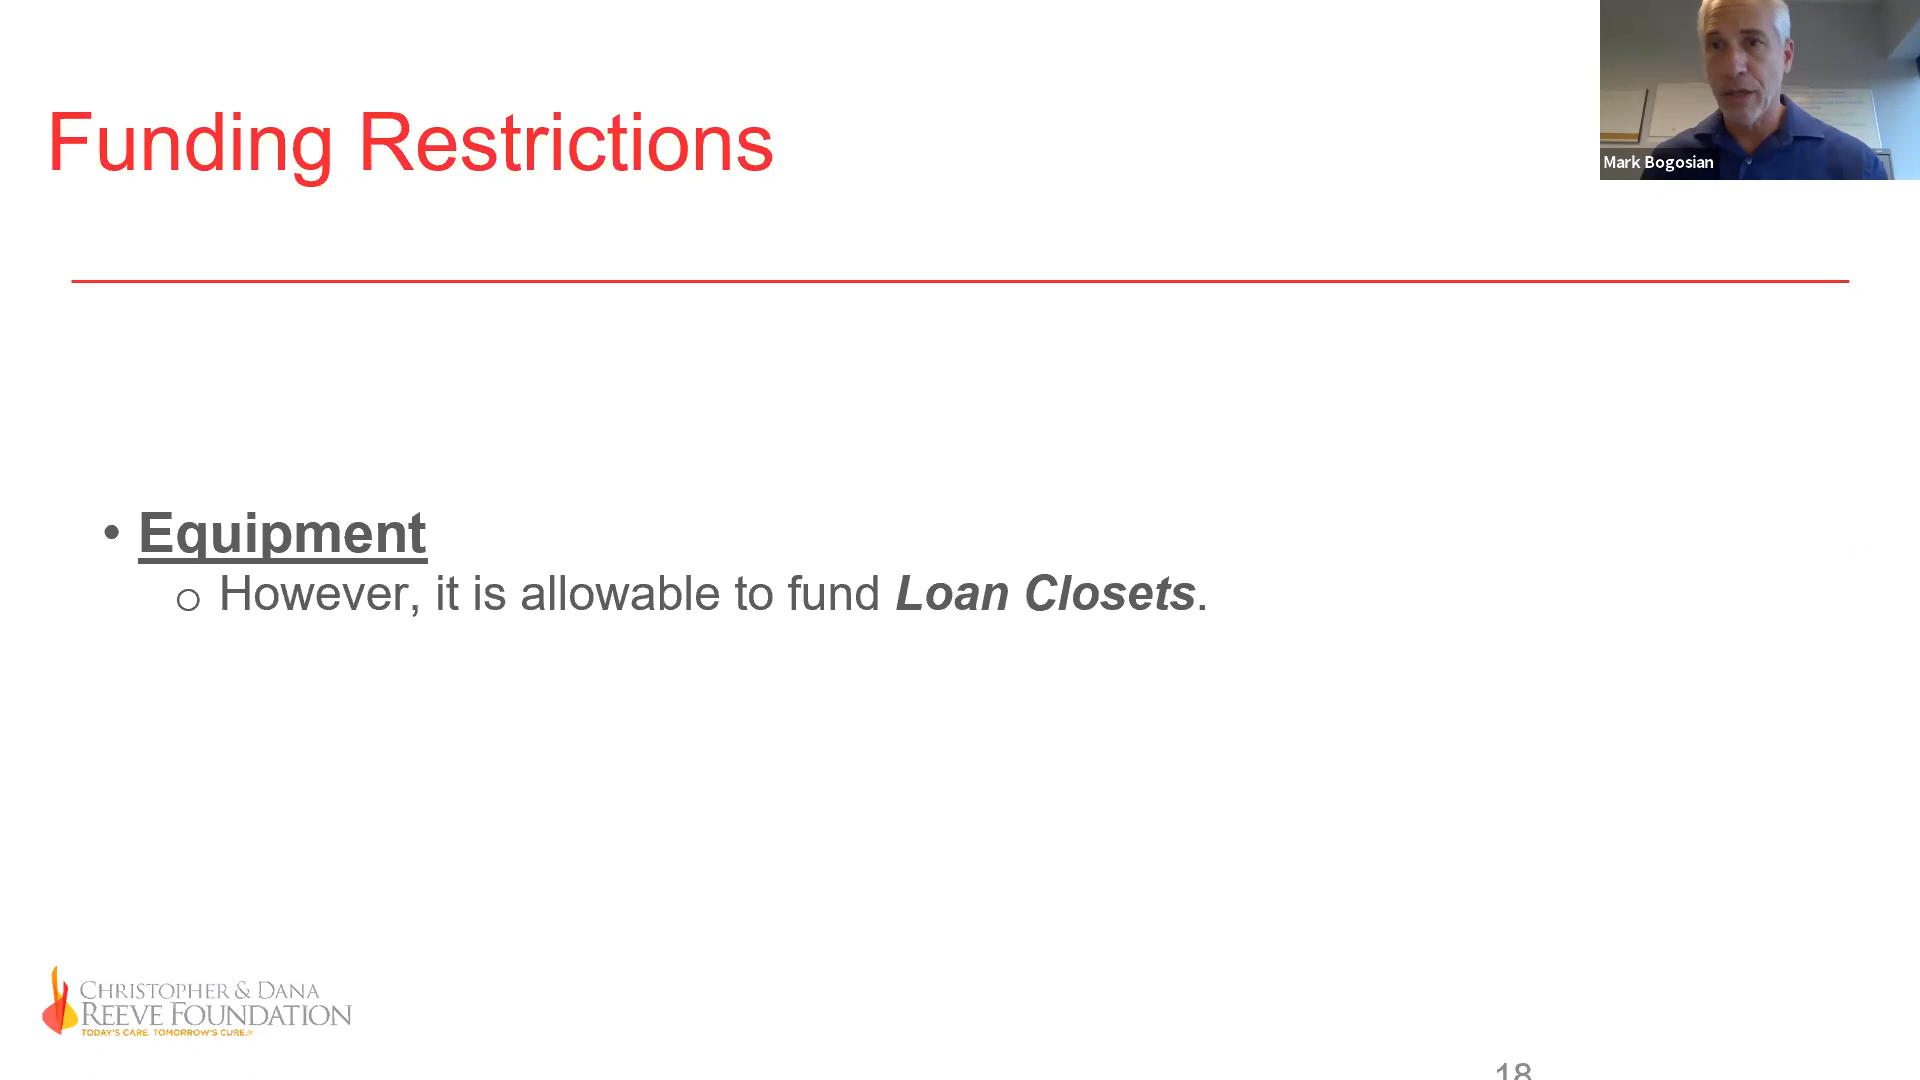 Funding Restrictions
Mark Bogosian
• Equipment
o However, it is allowable to fund Loan Closets.
CHRISTOPHER & DANA
REEVE FOUNDATION
TODAY'S CARE. TOMORROW'S CURE.®
18